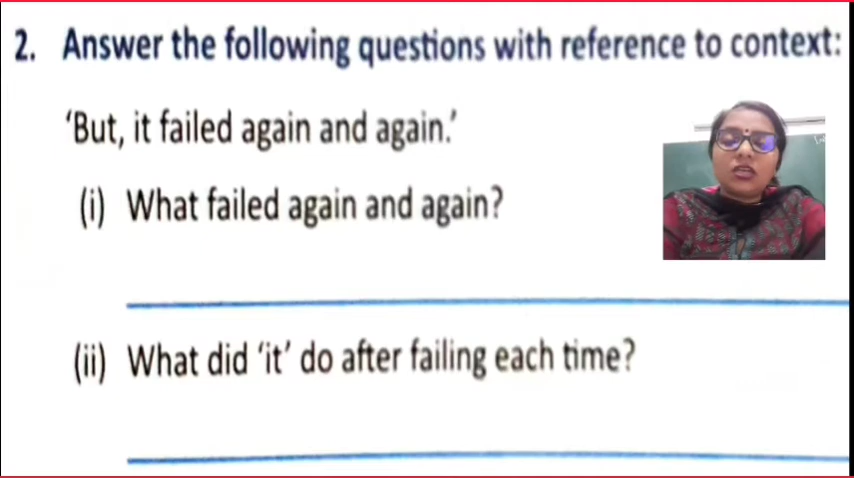 2. Answer the following questions with reference to context:
‘But, it failed again and again.’
(i) What failed again and again?
(ii) What did ‘it’ do after failing each time?